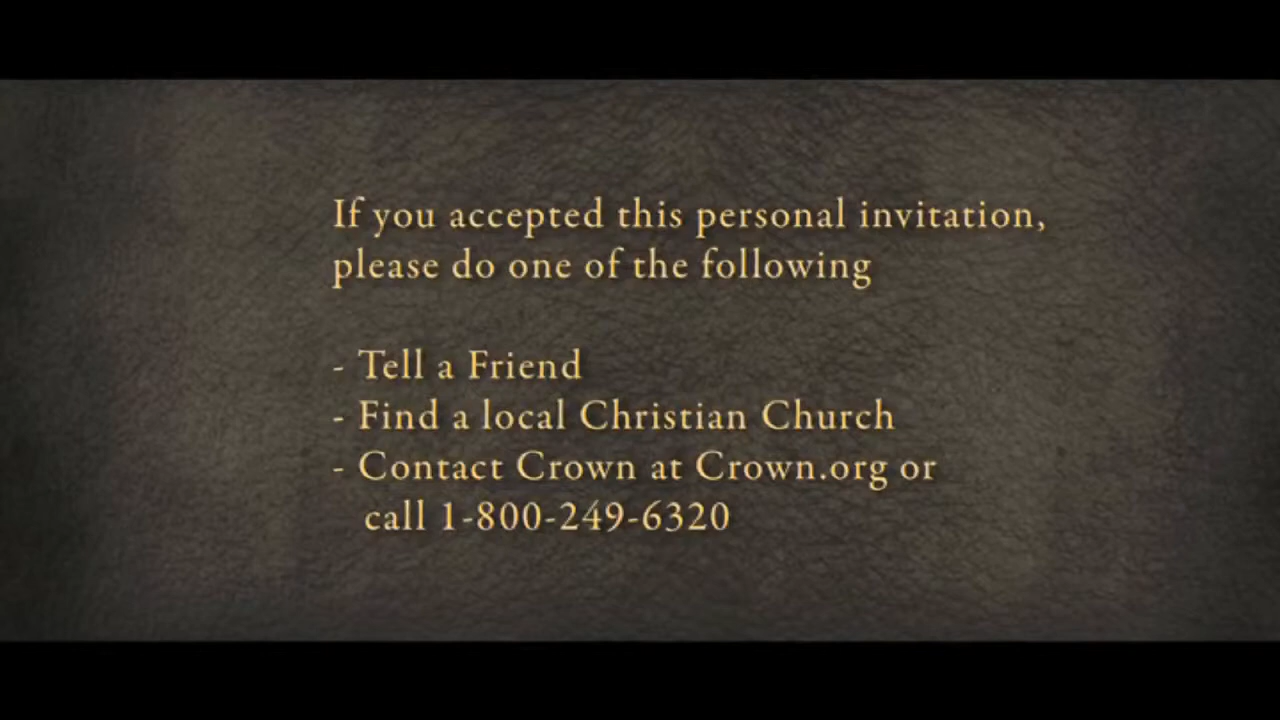 If you accepted this personal invitation,
please do one of the following
- Tell a Friend
- Find a local Christian Church
- Contact Crown at Crown.org or
call 1-800-249-6320